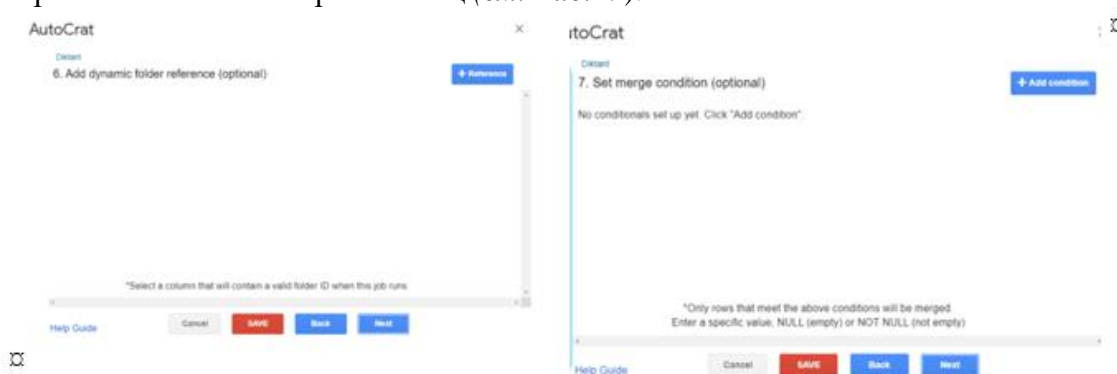 AutoCrat
Diktant
6. Add dynamic folder reference (optional)
+ Reference
*Select a column that will contain a valid folder ID when this job runs
Help Guide
Cancel
SAVE
Back
Next
itoCrat
Diktant
7. Set merge condition (optional)
+ Add condition
No conditionals set up yet. Click "Add condition".
*Only rows that meet the above conditions will be merged.
Enter a specific value, NULL (empty) or NOT NULL (not empty)
Help Guide
Cancel
SAVE
Back
Next